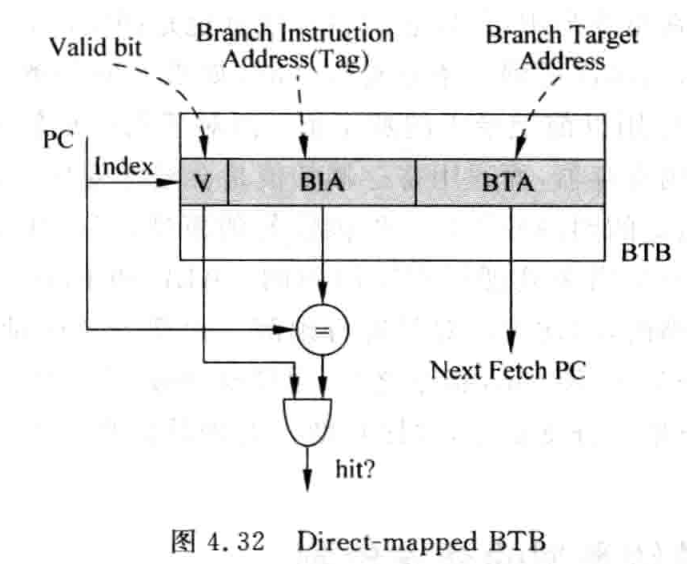 Valid bit
Branch Instruction
Address(Tag)
Branch Target
Address
PC
Index
V
BIA
BTA
BTB
=
Next Fetch PC
hit?
图 4.32 Direct-mapped BTB